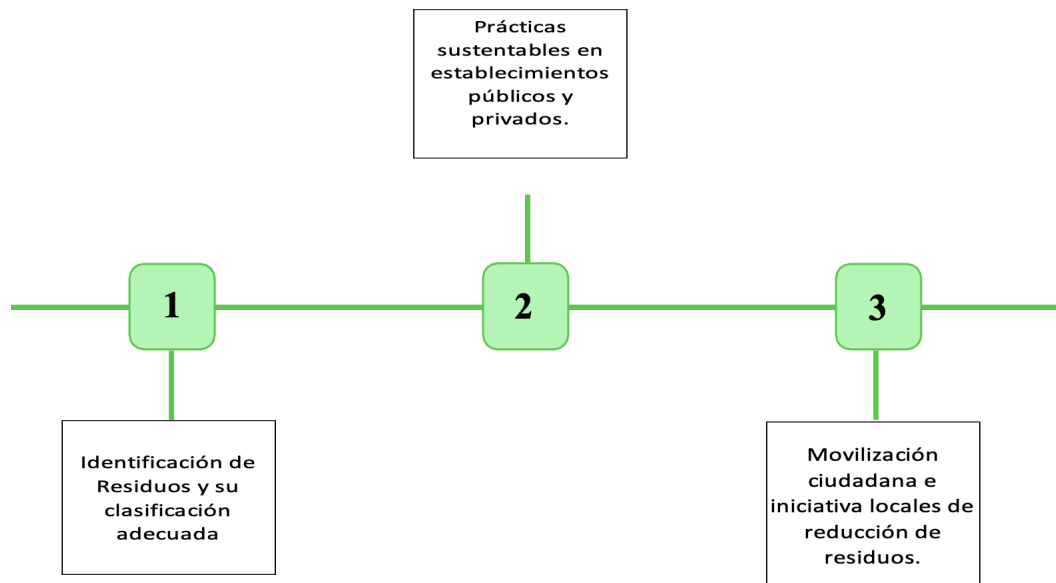 Prácticas
sustentables en
establecimientos
públicos y
privados.
1
2
3
Identificación de
Residuos y su
clasificación
adecuada
Movilización
ciudadana e
iniciativa locales de
reducción de
residuos.